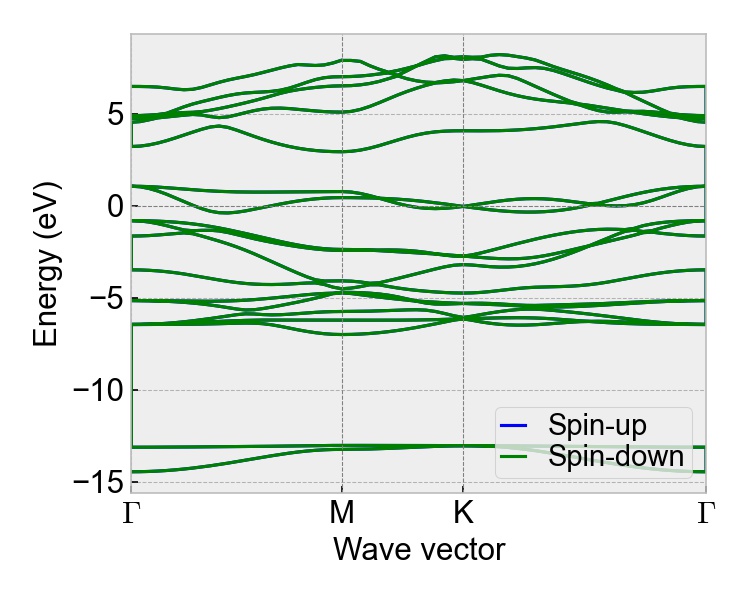 Energy (eV)
5
0
−5
−10
−15
Spin-up
Spin-down
Γ M K Γ
Wave vector